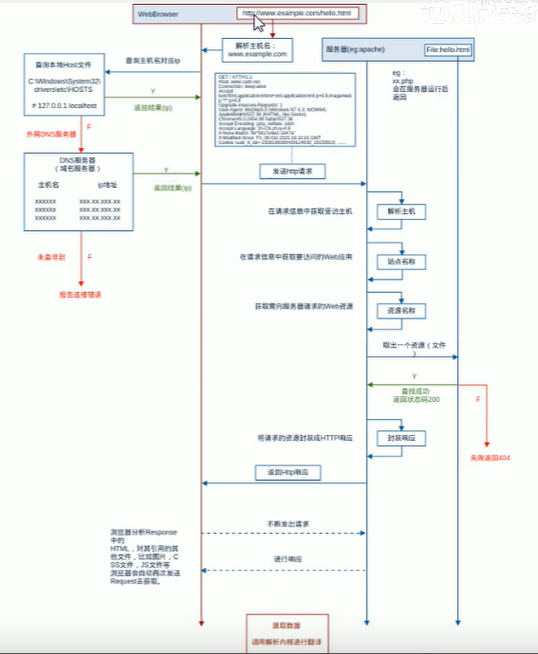 WebBrowser
http://www.example.com/hello.html
解析主机名：
www.example.com
服务器(eg:apache)
File:hello.html
查询本地Host文件
C:\Windows\System32\
drivers\etc\HOSTS
# 127.0.0.1 localhost
查询主机名对应ip
Y
返回结果(ip)
F
外网DNS服务器
DNS服务器
（域名服务器）
主机名 ip地址
xxxxxx xxx.xx.xxx.xx
xxxxxx xxx.xx.xxx.xx
xxxxxx xxx.xx.xxx.xx
Y
返回结果(ip)
未查寻到 F
报告连接错误
GET / HTTP/1.1
Connection: keep-alive
Accept:
eg：
xx.php
会在服务器运行后
返回
发送http请求
在请求信息中获取受访主机
解析主机
在请求信息中获取要访问的Web应用
站点名称
获取需向服务器请求的Web资源
资源名称
取出一个资源（文件
）
Y
查找成功
返回状态码200
F
失败返回404
将请求的资源封装成HTTP响应
封装响应
返回Http响应
不断发出请求
浏览器分析Response
中的
HTML，对其引用的其
他文件，比如图片，C
SS文件，JS文件等
浏览器会自动再次发送
Request去获取。
进行响应
提取数据
调用解析内核进行翻译